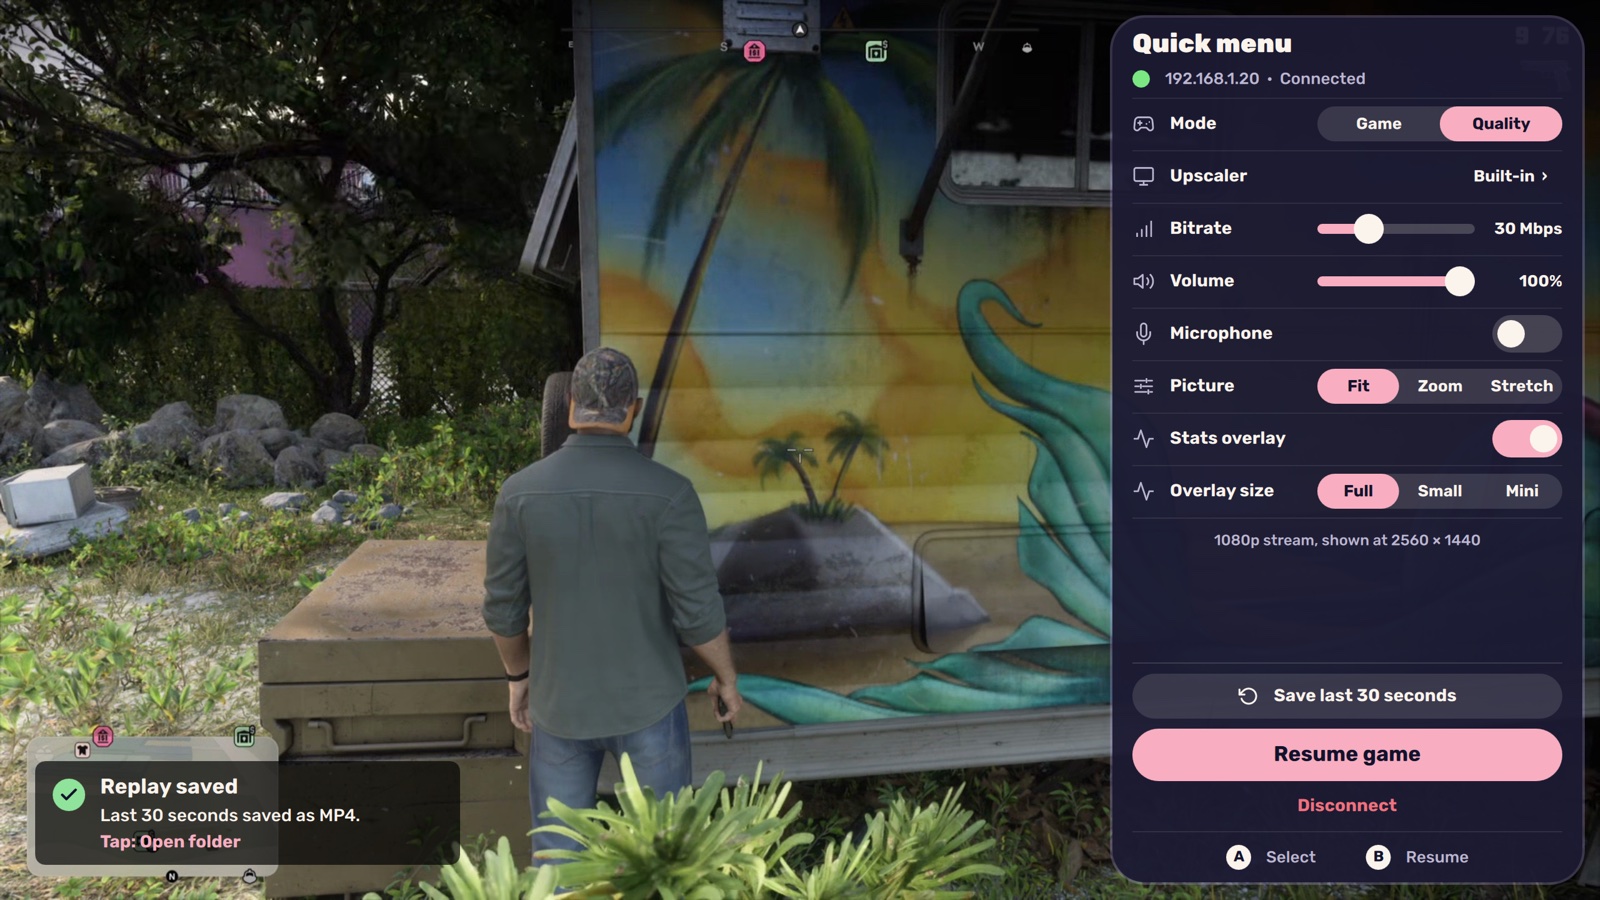 S
W
Quick menu
192.168.1.20 • Connected
Mode
Game
Quality
Upscaler
Built-in ›
Bitrate
30 Mbps
Volume
100%
Microphone
Picture
Fit
Zoom
Stretch
Stats overlay
Overlay size
Full
Small
Mini
1080p stream, shown at 2560 × 1440
Save last 30 seconds
Resume game
Disconnect
A Select
B Resume
Replay saved
Last 30 seconds saved as MP4.
Tap: Open folder
N